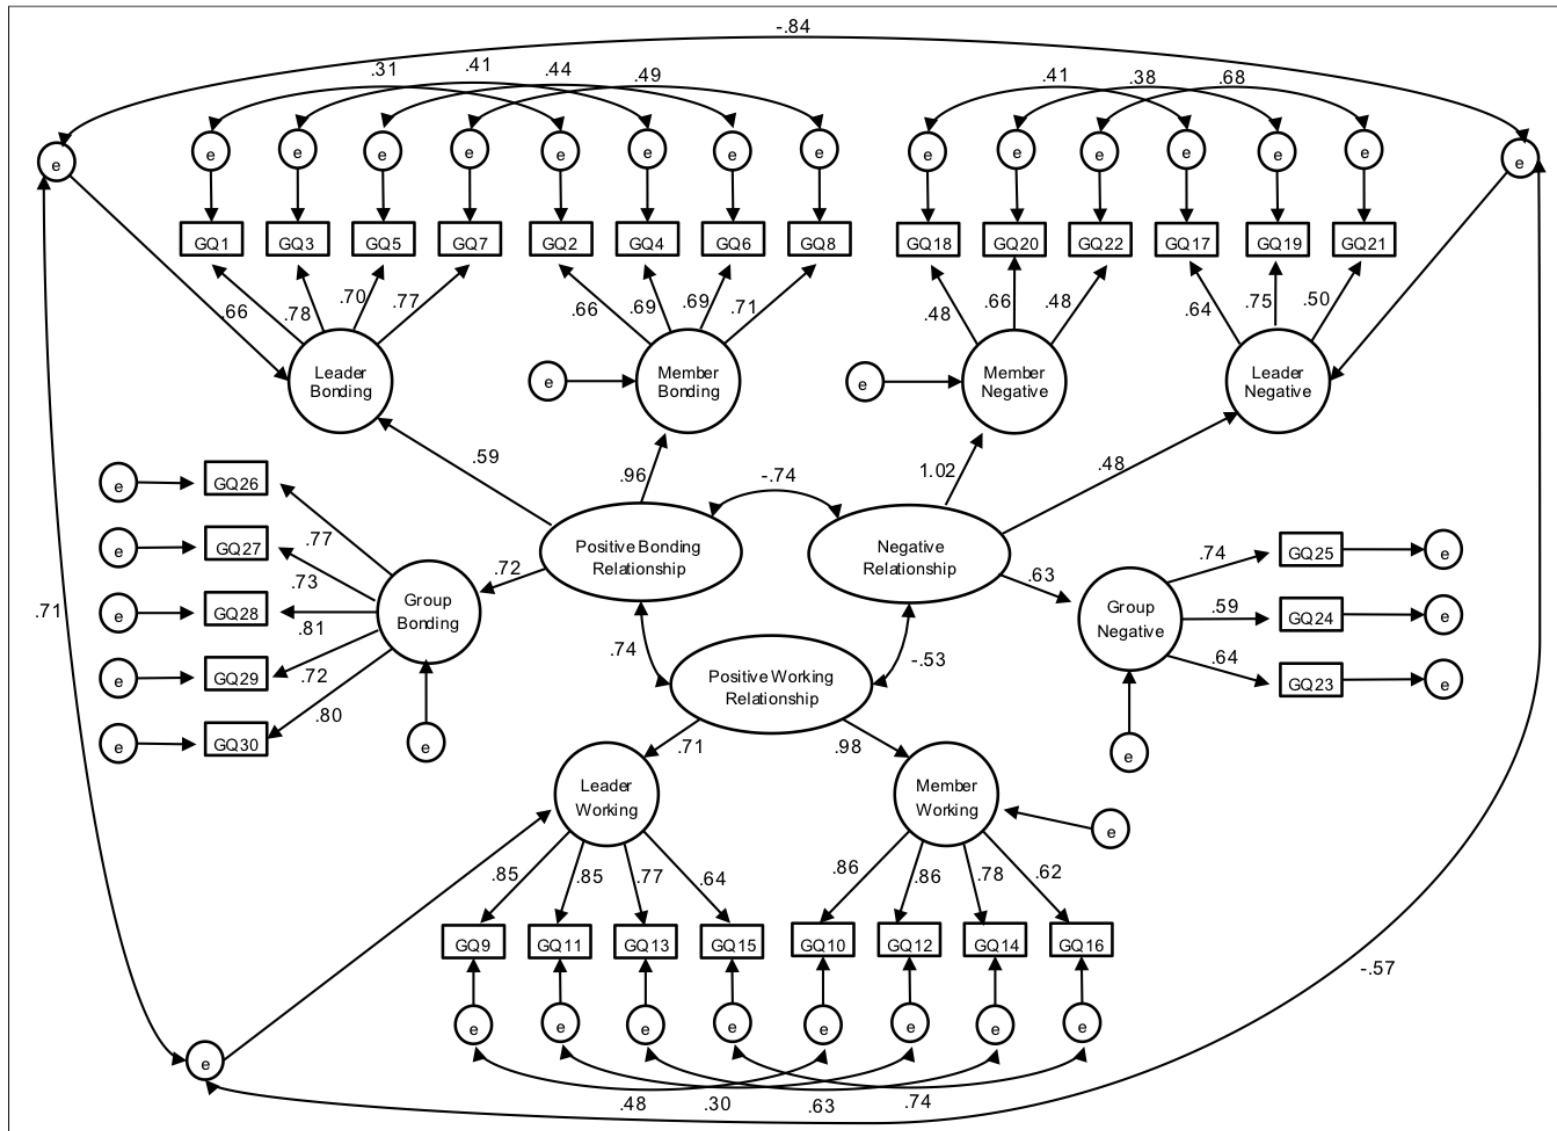 -.84
.31 .41 .44 .49 .41 .38 .68
e e e e e e e e e e e e e e e e
GQ1 GQ3 GQ5 GQ7 GQ2 GQ4 GQ6 GQ8 GQ18 GQ20 GQ22 GQ17 GQ19 GQ21
.66 .78 .70 .77 .66 .69 .69 .71 .48 .66 .48 .64 .75 .50
Leader
Bonding
e
Member
Bonding
e
Member
Negative
Leader
Negative
.59 .96 -.74 1.02 .48
e GQ26 .77
e GQ27 .73
e GQ28 .81
e GQ29 .72
e GQ30 .80
Group
Bonding
e
.72
Positive Bonding
Relationship
Negative
Relationship
.63
Group
Negative
e
.74 GQ25 e
.59 GQ24 e
.64 GQ23 e
.71
.74
Positive Working
Relationship
-.53
.71 .98
Leader
Working
Member
Working
e
.85 .85 .77 .64 .86 .86 .78 .62
GQ9 GQ11 GQ13 GQ15 GQ10 GQ12 GQ14 GQ16
-.57
e e e e e e e e
e
.48 .30 .63 .74